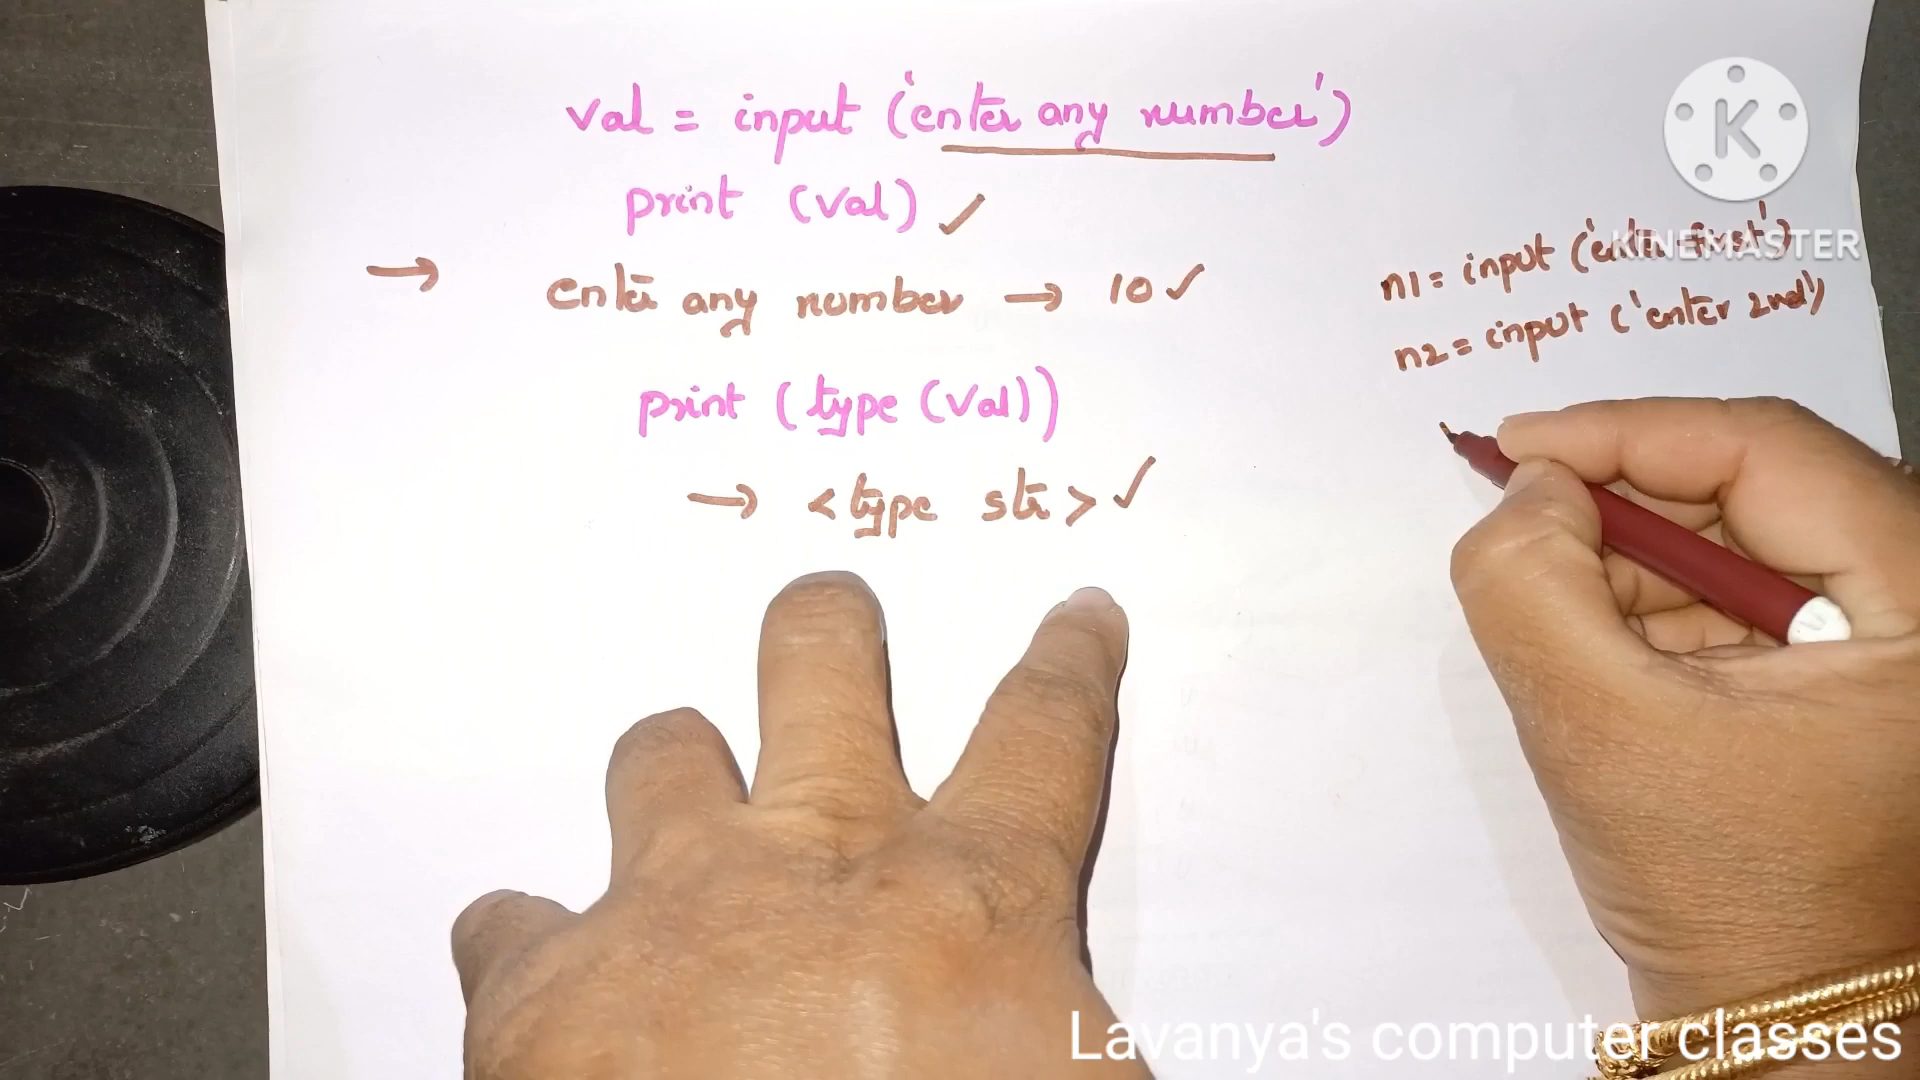 val = input ('enter any number')
print (val) ✓
→ enter any number → 10 ✓
print (type (val))
→ <type str> ✓
n1 = input ('enter first')
n2 = input ('enter 2nd')
K
KINEMASTER
Lavanya's computer classes